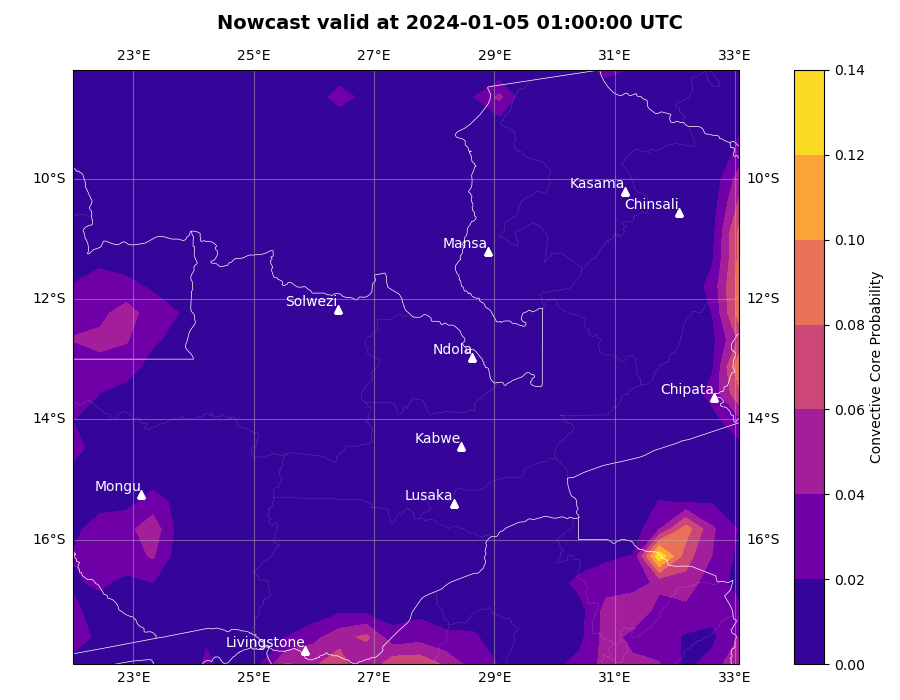 Nowcast valid at 2024-01-05 01:00:00 UTC
23°E 25°E 27°E 29°E 31°E 33°E
0.14
0.12
10°S Kasama 10°S
Chinsali
0.10
Mansa
12°S Solwezi 12°S
0.08
Ndola
Chipata
0.06
14°S 14°S
Kabwe
Mongu Lusaka
0.04
16°S 16°S
0.02
Livingstone
0.00
23°E 25°E 27°E 29°E 31°E 33°E
Convective Core Probability